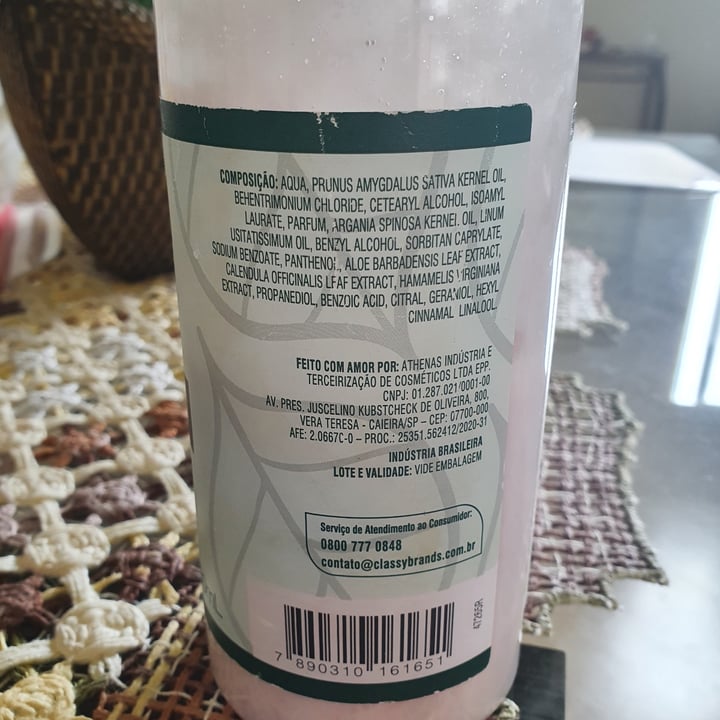 COMPOSIÇÃO: AQUA, PRUNUS AMYGDALUS SATIVA KERNEL OIL,
BEHENTRIMONIUM CHLORIDE, CETEARYL ALCOHOL, ISOAMYL
LAURATE, PARFUM, ARGANIA SPINOSA KERNEL OIL, LINUM
USITATISSIMUM OIL, BENZYL ALCOHOL, SORBITAN CAPRYLATE,
SODIUM BENZOATE, PANTHENOL, ALOE BARBADENSIS LEAF EXTRACT,
CALENDULA OFFICINALIS LEAF EXTRACT, HAMAMELIS VIRGINIANA
EXTRACT, PROPANEDIOL, BENZOIC ACID, CITRAL, GERANIOL, HEXYL
CINNAMAL LINALOOL
FEITO COM AMOR POR: ATHENAS INDÚSTRIA E
TERCEIRIZAÇÃO DE COSMÉTICOS LTDA EPP.
CNPJ: 01.287.021/0001-00
AV. PRES. JUSCELINO KUBSTCHECK DE OLIVEIRA, 800,
VERA TERESA - CAIEIRA/SP - CEP: 07700-000
AFE: 2.0667C-0 – PROC.: 25351.562412/2020-31
INDÚSTRIA BRASILEIRA
LOTE E VALIDADE: VIDE EMBALAGEM
Serviço de Atendimento ao Consumidor:
0800 777 0848
contato@classybrands.com.br
47265R
7 890310 161651